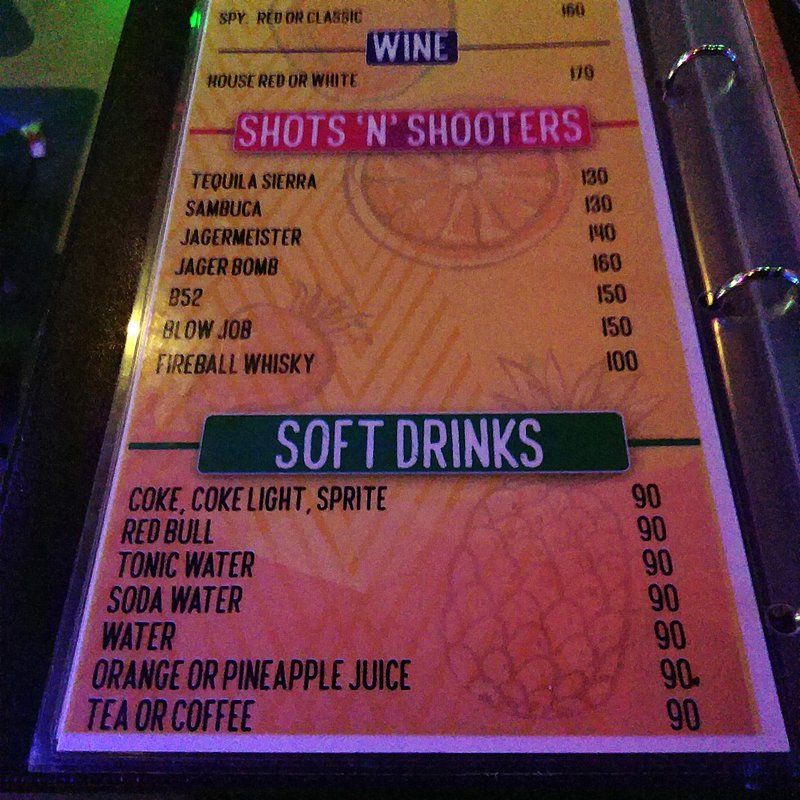 SPY. RED OR CLASSIC 160
WINE
HOUSE RED OR WHITE 170
SHOTS 'N' SHOOTERS
TEQUILA SIERRA 130
SAMBUCA 130
JAGERMEISTER 140
JAGER BOMB 160
B52 150
BLOW JOB 150
FIREBALL WHISKY 100
SOFT DRINKS
COKE, COKE LIGHT, SPRITE 90
RED BULL 90
TONIC WATER 90
SODA WATER 90
WATER 90
ORANGE OR PINEAPPLE JUICE 90
TEA OR COFFEE 90